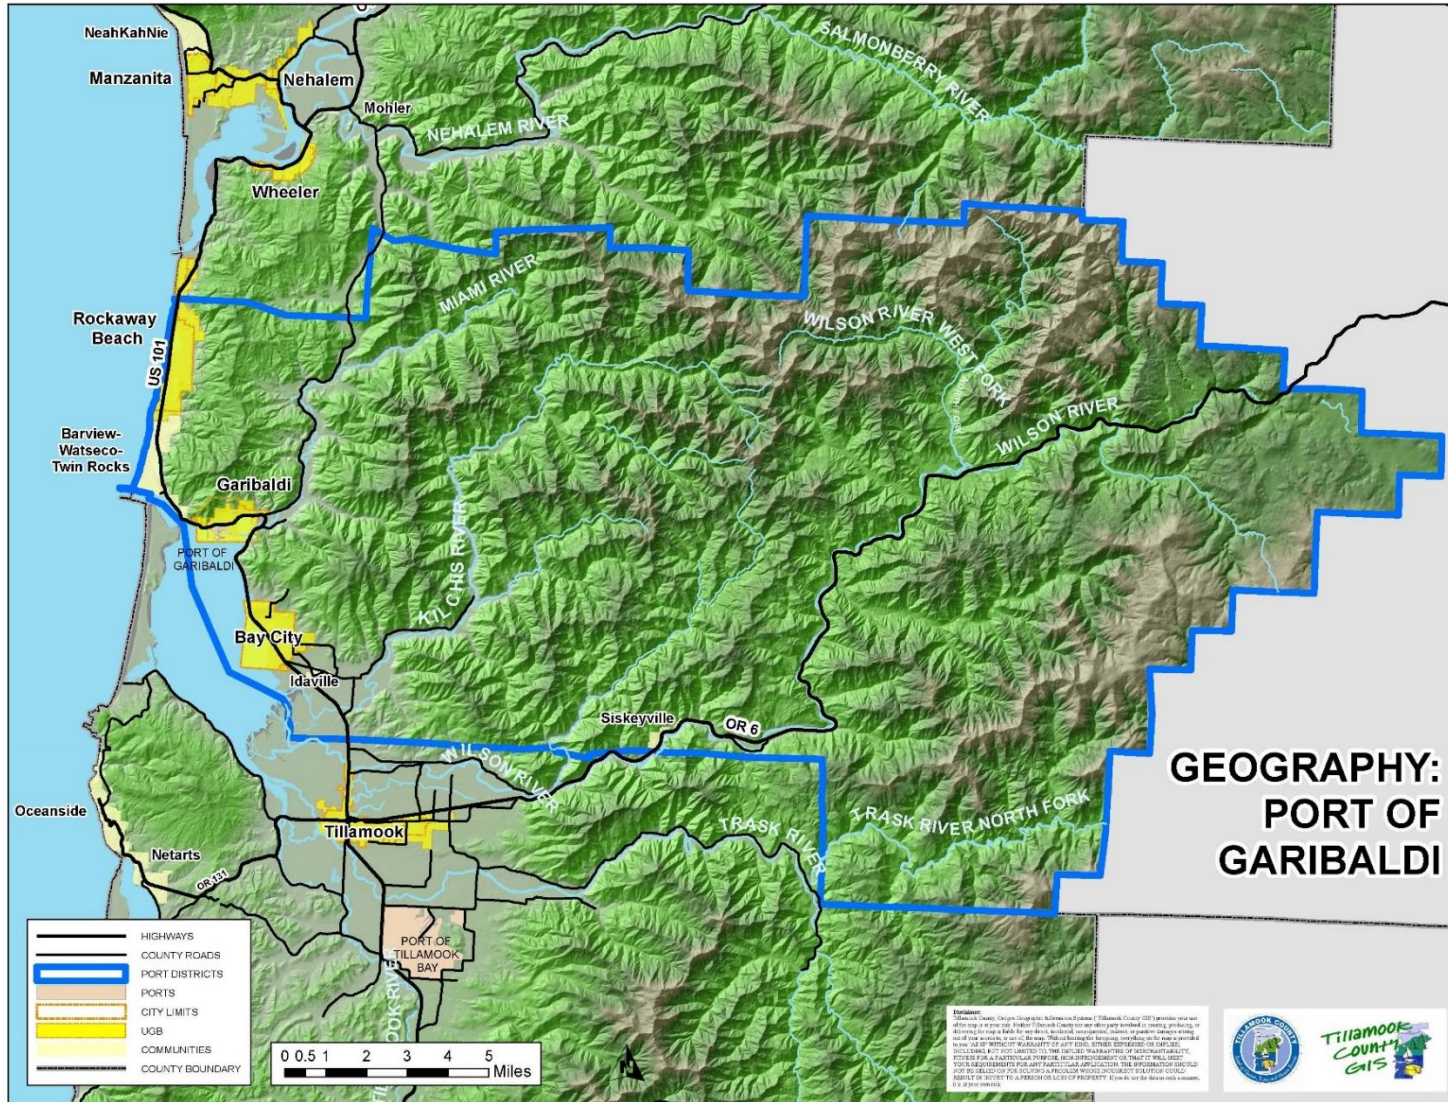 NeahKahNie
Manzanita
Nehalem
Mohler
NEHALEM RIVER
SALMONBERRY RIVER
Wheeler
MIAMI RIVER
Rockaway
Beach
US 101
WILSON RIVER WEST FORK
WILSON RIVER
Barview-
Watseco-
Twin Rocks
Garibaldi
PORT OF
GARIBALDI
KILCHIS RIVER
Bay City
Idaville
Siskeyville
OR 6
WILSON RIVER
Oceanside
Tillamook
TRASK RIVER
TRASK RIVER NORTH FORK
Netarts
OR 131
PORT OF
TILLAMOOK
BAY
GEOGRAPHY:
PORT OF
GARIBALDI
HIGHWAYS
COUNTY ROADS
PORT DISTRICTS
PORTS
CITY LIMITS
UGB
COMMUNITIES
COUNTY BOUNDARY
0 0.5 1 2 3 4 5
Miles
Disclaimer
TILLAMOOK COUNTY
Tillamook
County
GIS